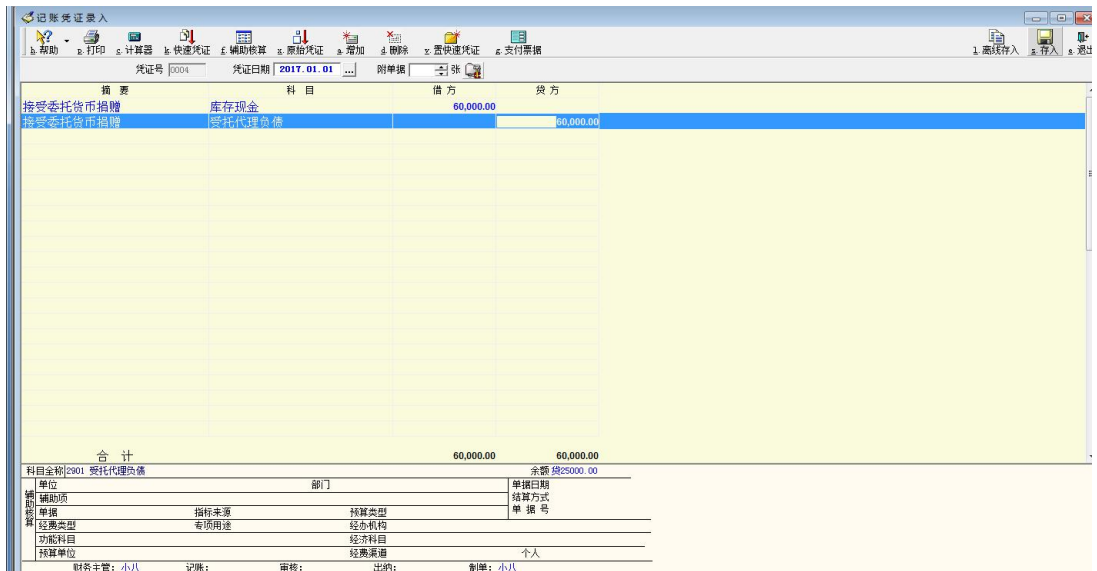 记账凭证录入
h.帮助 p.打印 c.计算器 k.快速凭证 f.辅助核算 x.原始凭证 a.增加 d.删除 z.置快速凭证 g.支付票据 l.离线存入 s.存入 e.退出
凭证号 0004 凭证日期 2017.01.01 ... 附单据 张
摘 要 科 目 借 方 贷 方
接受委托货币捐赠 库存现金 60,000.00
接受委托货币捐赠 受托代理负债 60,000.00
合 计 60,000.00 60,000.00
科目全称 2901 受托代理负债 余额 贷25000.00
辅助核算
单位 部门 单据日期
辅助项 结算方式
单据 指标来源 预算类型 单 据 号
经费类型 专项用途 经办机构
功能科目 经济科目
预算单位 经费渠道 个人
财务主管: 小八 记账: 审核: 出纳: 制单: 小八